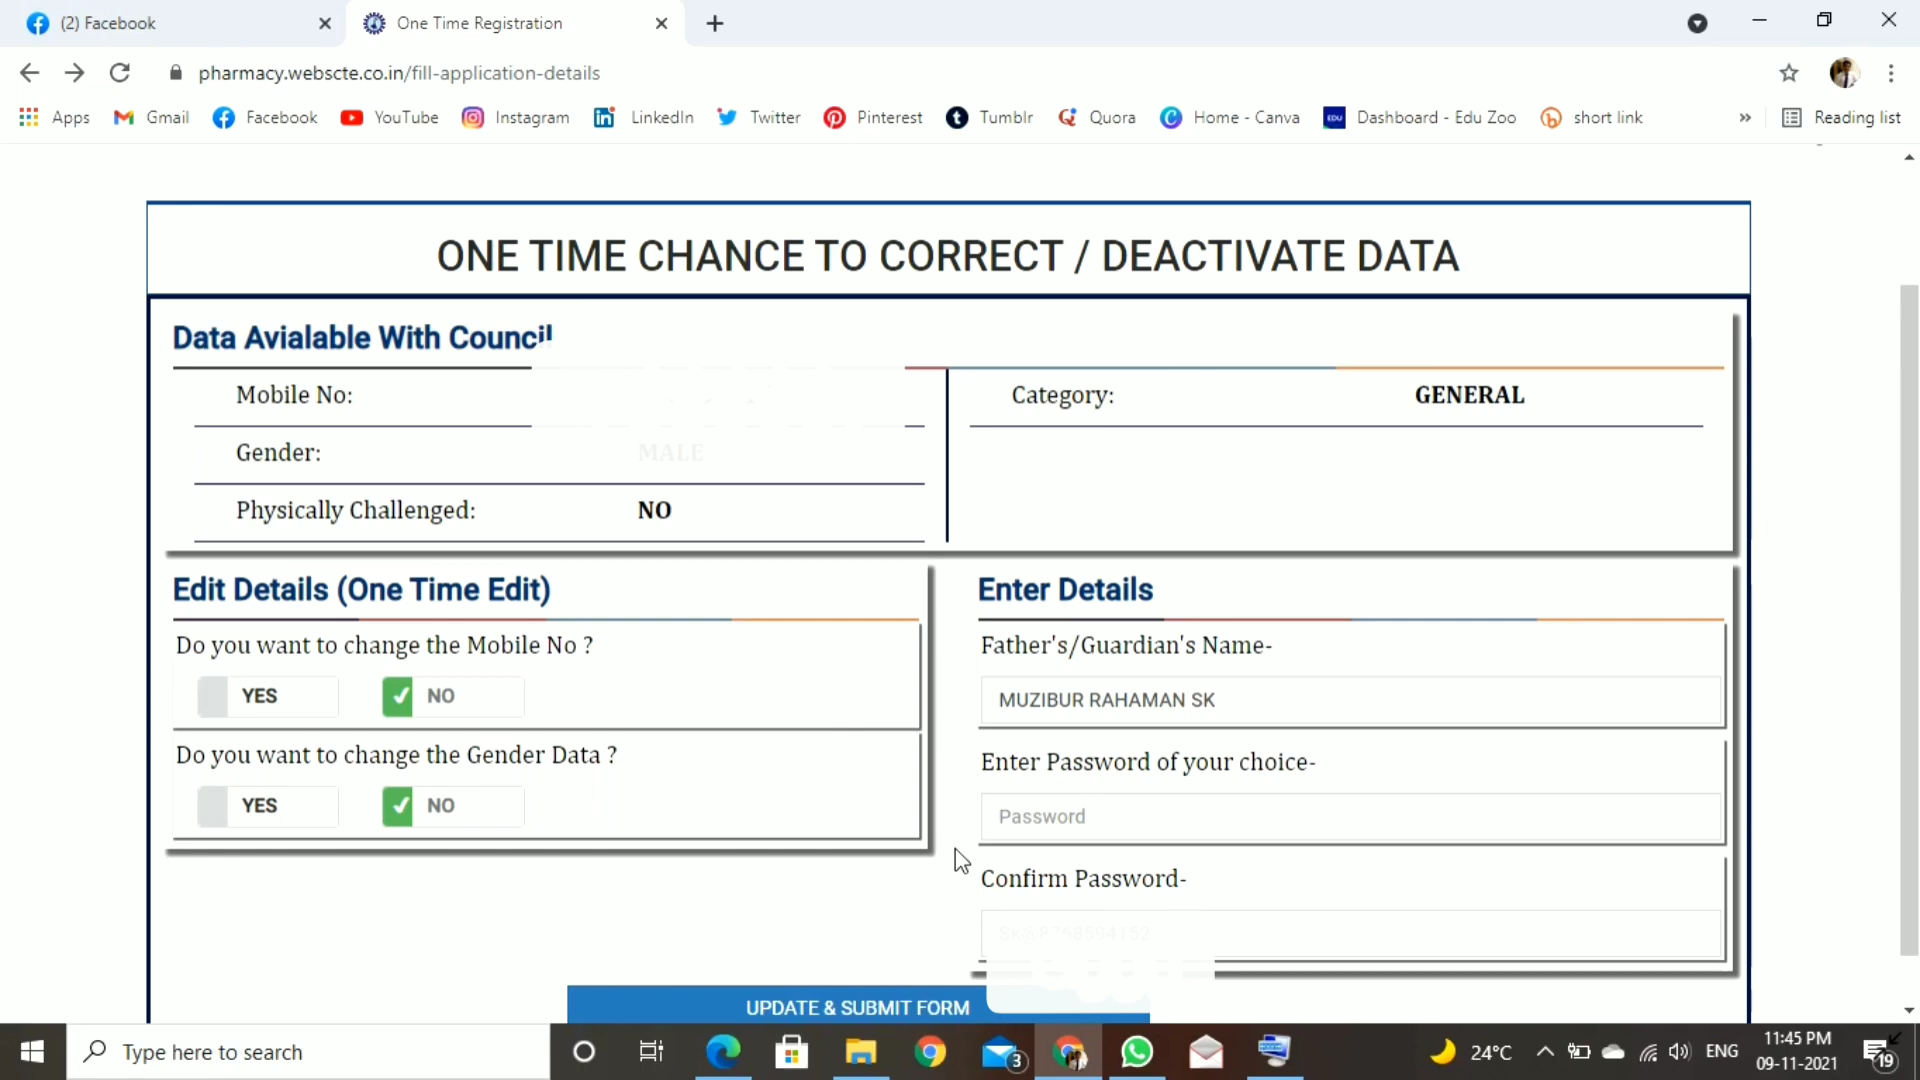 (2) Facebook
One Time Registration
pharmacy.webscte.co.in/fill-application-details
Apps Gmail Facebook YouTube Instagram LinkedIn Twitter Pinterest Tumblr Quora Home - Canva Dashboard - Edu Zoo short link » Reading list
ONE TIME CHANCE TO CORRECT / DEACTIVATE DATA
Data Avialable With Council
Mobile No:
Category: GENERAL
Gender: MALE
Physically Challenged: NO
Edit Details (One Time Edit)
Do you want to change the Mobile No ?
YES NO
Do you want to change the Gender Data ?
YES NO
Enter Details
Father's/Guardian's Name-
MUZIBUR RAHAMAN SK
Enter Password of your choice-
Password
Confirm Password-
UPDATE & SUBMIT FORM
Type here to search
3
24°C
ENG
11:45 PM
09-11-2021
19